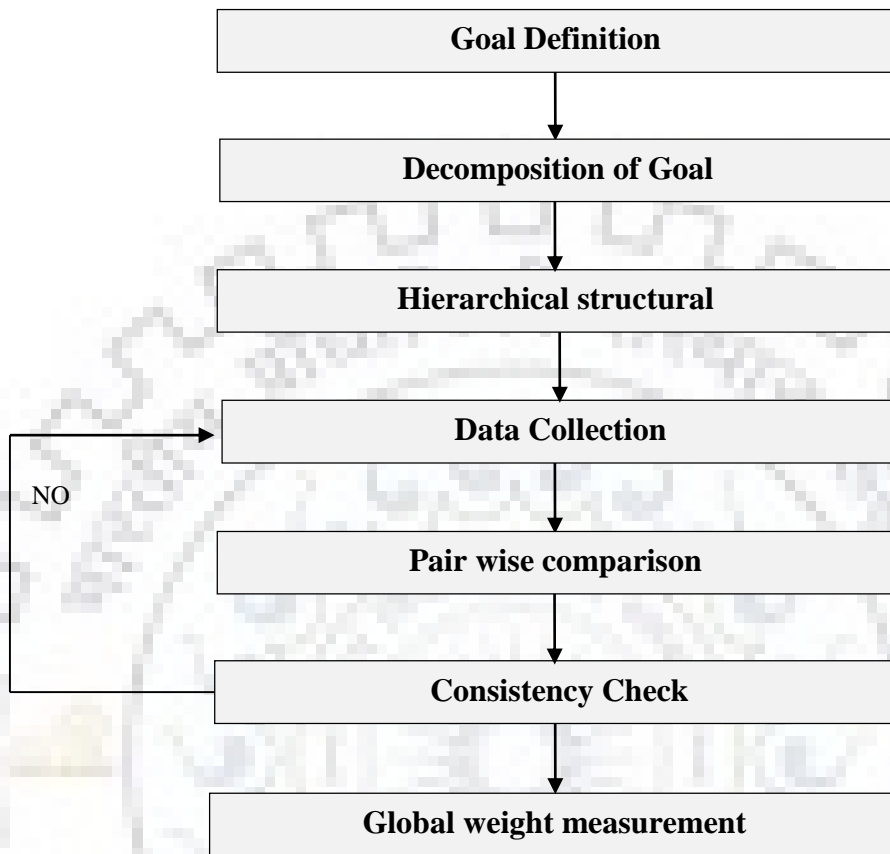 Goal Definition
Decomposition of Goal
Hierarchical structural
Data Collection
NO
Pair wise comparison
Consistency Check
Global weight measurement